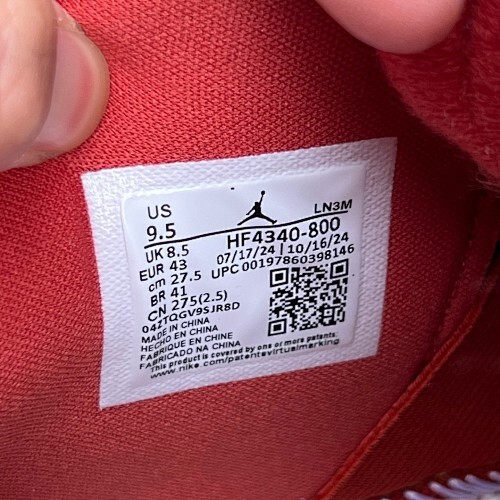 US LN3M
9.5 HF4340-800
UK 8.5 07/17/24 | 10/16/24
EUR 43 UPC 00197860398146
cm 27.5
BR 41
CN 275(2.5)
04ZTQGV9SJR8D
MADE IN CHINA
HECHO EN CHINA
FABRIQUE EN CHINE
FABRICADO NA CHINA
This product is covered by one or more patents.
www.nike.com/patentsvirtualmarking